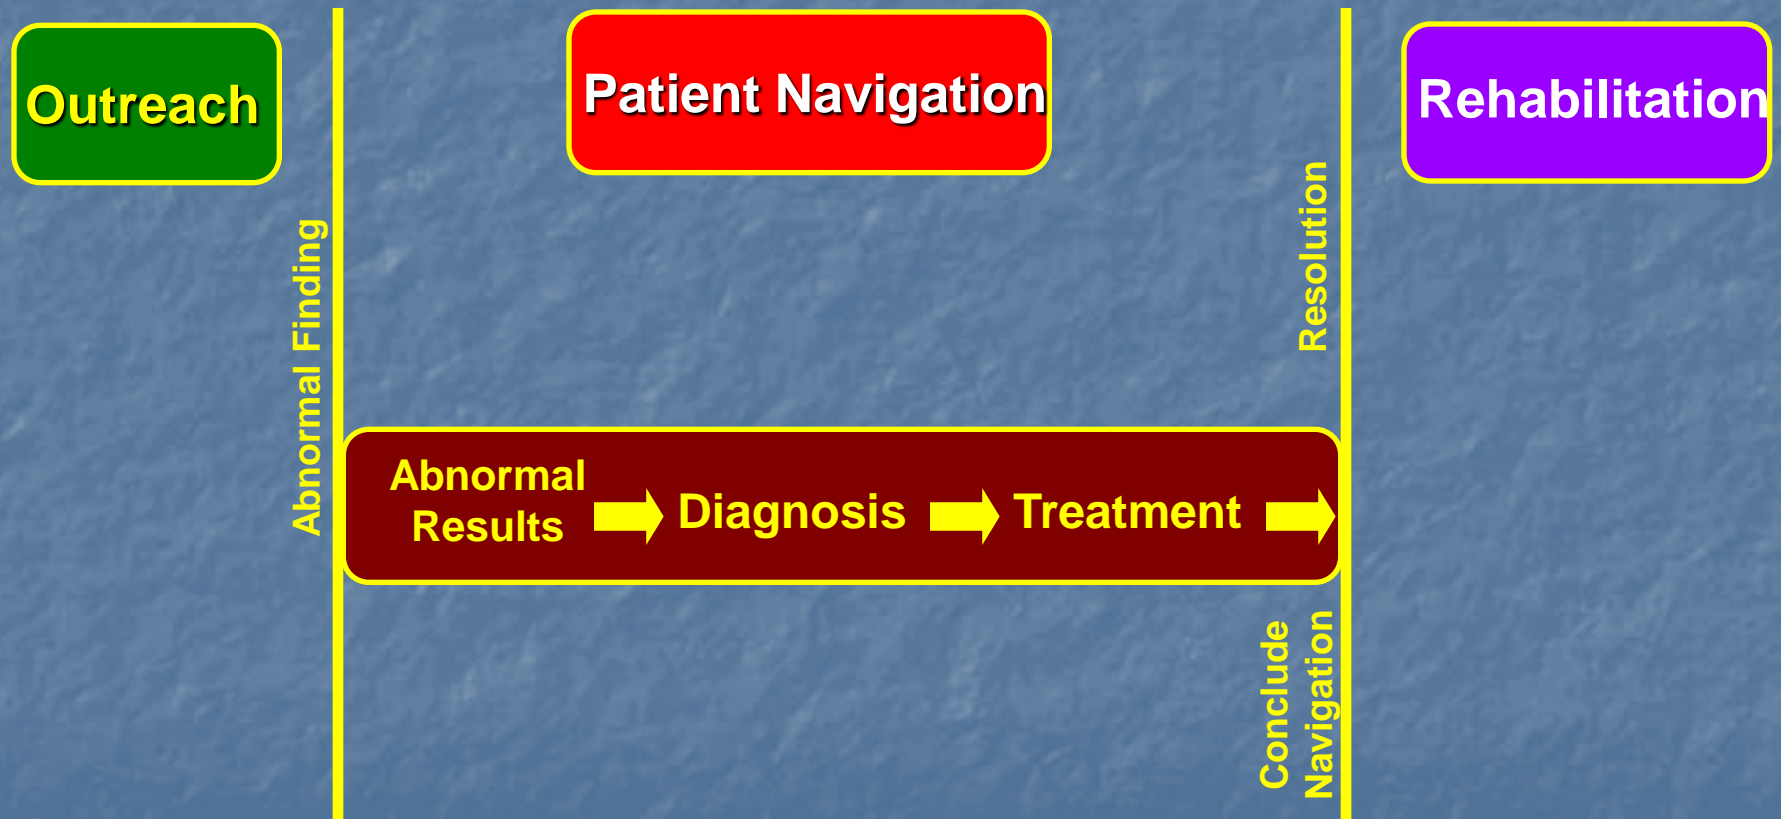 Outreach
Patient Navigation
Rehabilitation
Abnormal Finding
Resolution
Abnormal
Results
Diagnosis
Treatment
Conclude
Navigation